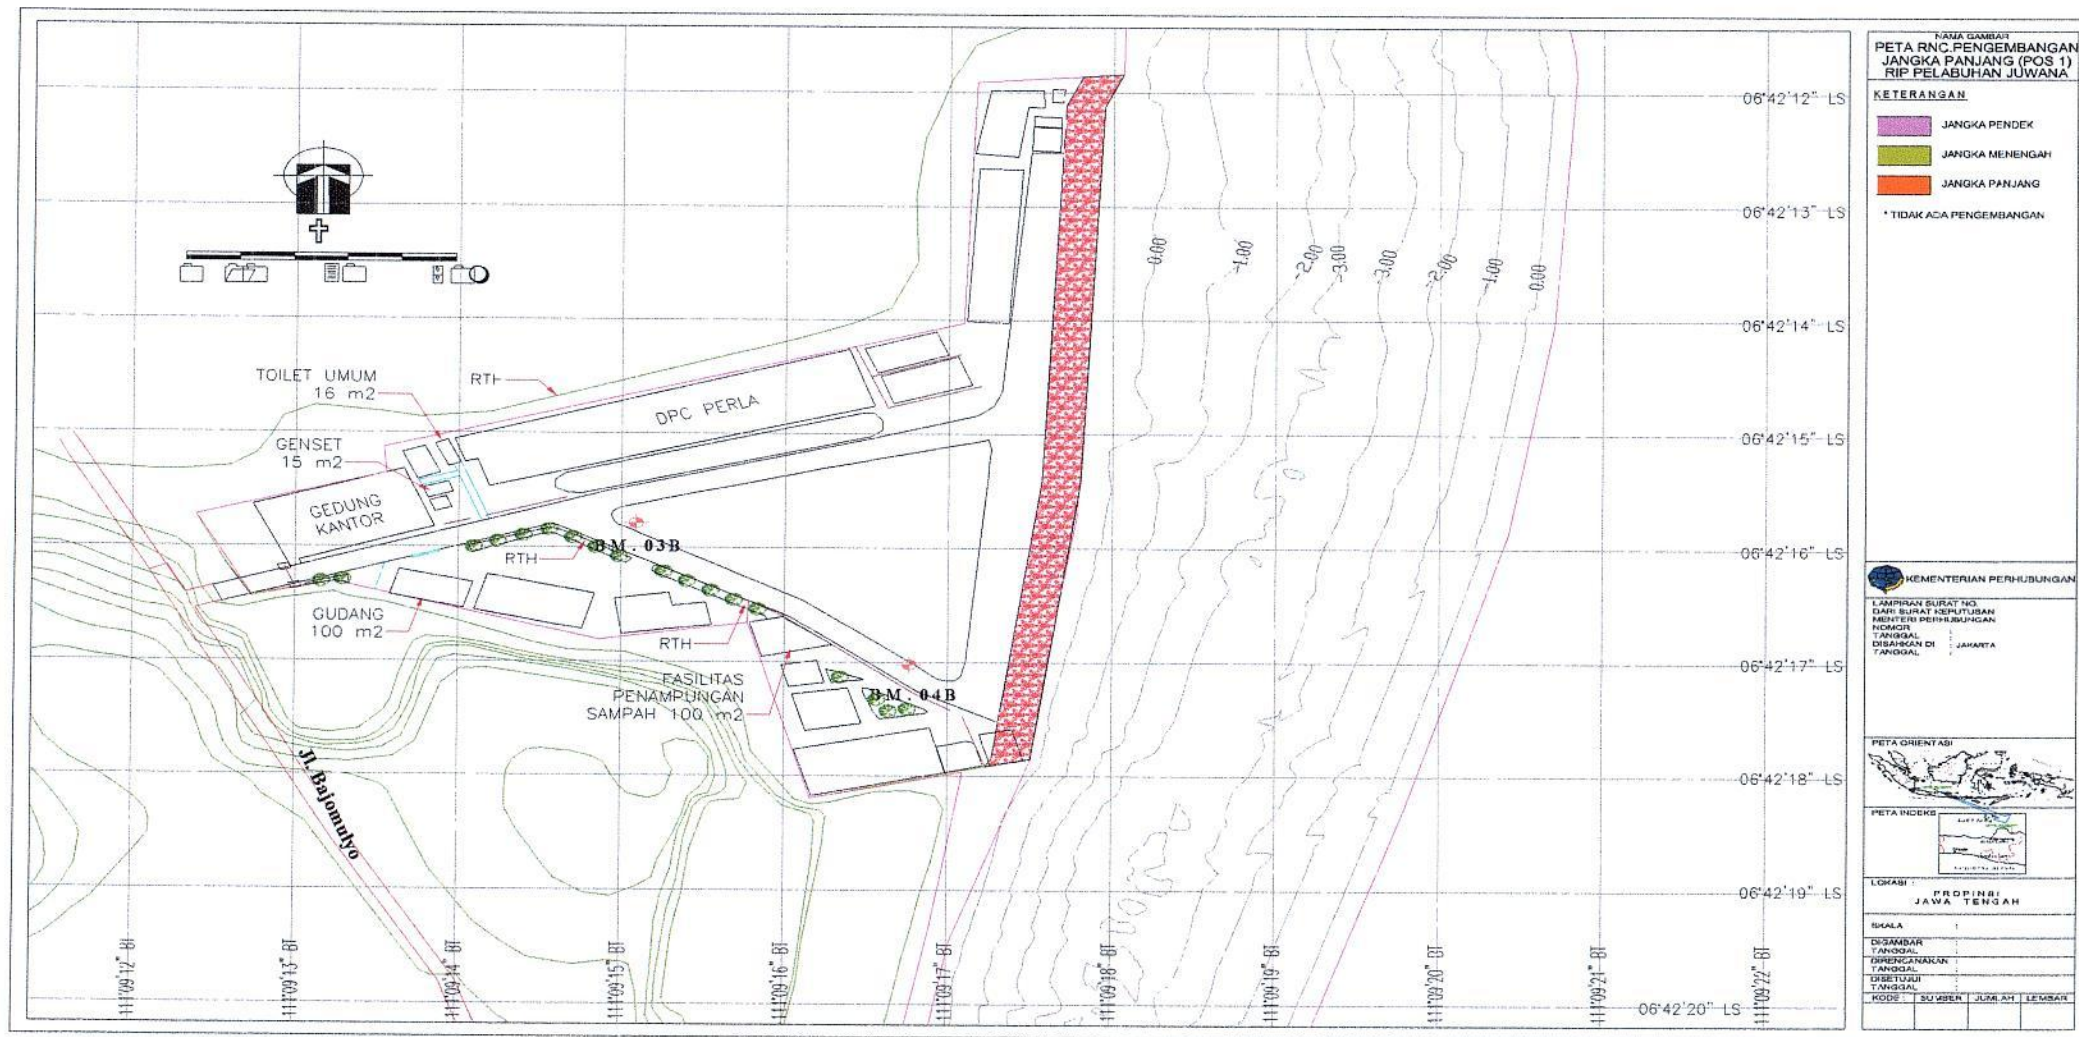 NAMA GAMBAR
PETA RNC.PENGEMBANGAN
JANGKA PANJANG (POS 1)
RIP PELABUHAN JUWANA
KETERANGAN
JANGKA PENDEK
JANGKA MENENGAH
JANGKA PANJANG
* TIDAK ADA PENGEMBANGAN
KEMENTERIAN PERHUBUNGAN
LAMPIRAN SURAT NO.
DARI SURAT KEPUTUSAN
MENTERI PERHUBUNGAN
NOMOR :
TANGGAL :
DISAHKAN DI : JAKARTA
TANGGAL :
PETA ORIENTASI
PETA INDEKS
LOKASI :
PROPINSI
JAWA TENGAH
SKALA :
DIGAMBAR
TANGGAL :
DIRENCANAKAN
TANGGAL :
DISETUJUI
TANGGAL :
KODE SUMBER JUMLAH LEMBAR
TOILET UMUM
16 m2
RTH
DPC PERLA
GENSET
15 m2
GEDUNG
KANTOR
BM . 03B
RTH
GUDANG
100 m2
RTH
FASILITAS
PENAMPUNGAN
SAMPAH 100 m2
BM . 04B
Jl. Bajomulyo
0.00
-1.00
-2.00
-3.00
-3.00
-2.00
-1.00
0.00
06°42'12" LS
06°42'13" LS
06°42'14" LS
06°42'15" LS
06°42'16" LS
06°42'17" LS
06°42'18" LS
06°42'19" LS
06°42'20" LS
111°09'12" BT
111°09'13" BT
111°09'14" BT
111°09'15" BT
111°09'16" BT
111°09'17" BT
111°09'18" BT
111°09'19" BT
111°09'20" BT
111°09'21" BT
111°09'22" BT